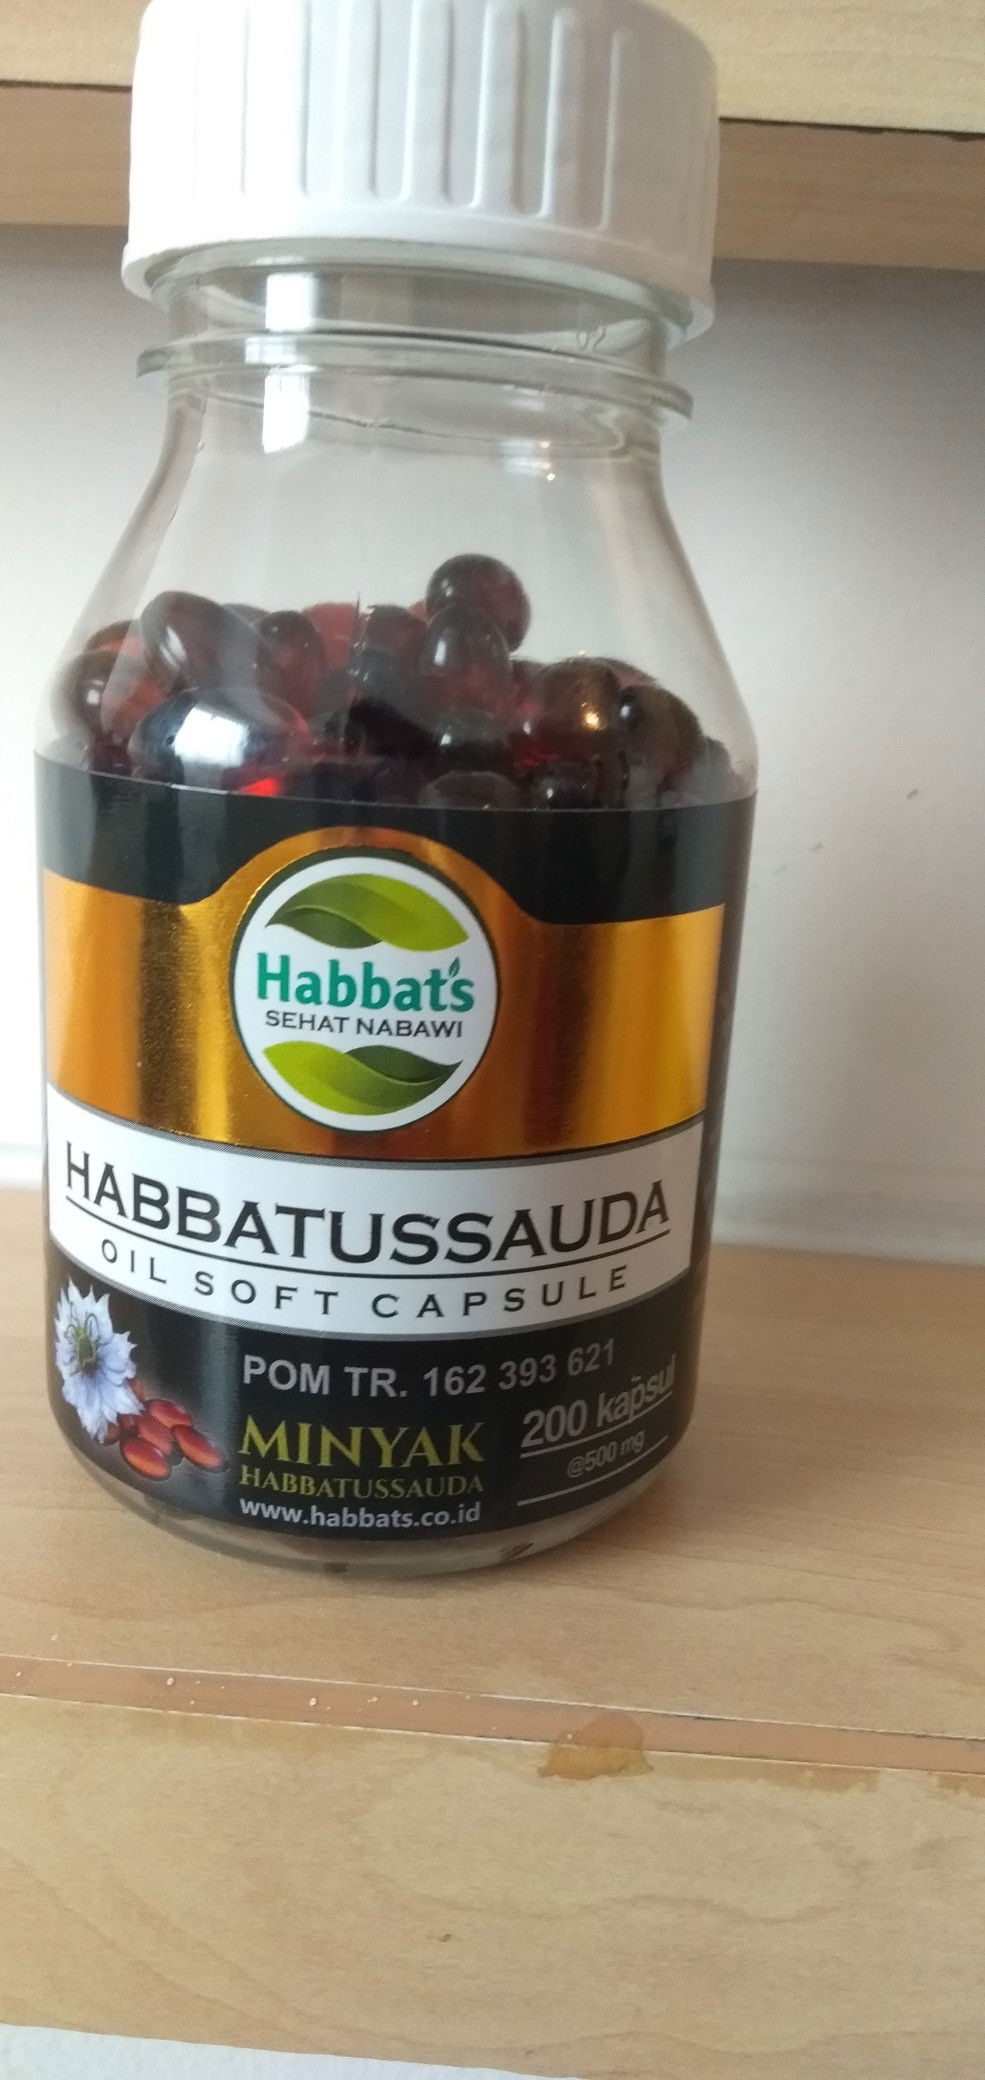 02
Habbat's
SEHAT NABAWI
HABBATUSSAUDA
OIL SOFT CAPSULE
POM TR. 162 393 621
200 kapsul
@500 mg
MINYAK
HABBATUSSAUDA
www.habbats.co.id